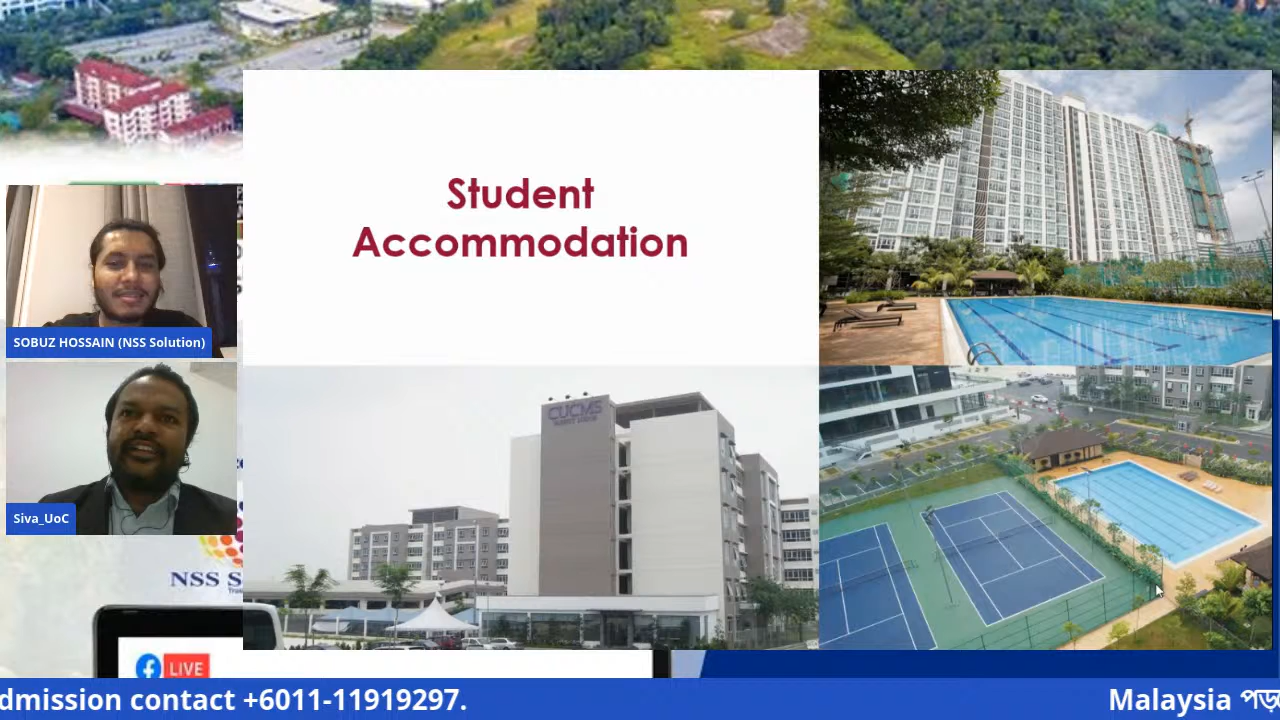 Student
Accommodation
CUCMS
SOBUZ HOSSAIN (NSS Solution)
Siva_UoC
NSS S
LIVE
dmission contact +6011-11919297.
Malaysia পড়